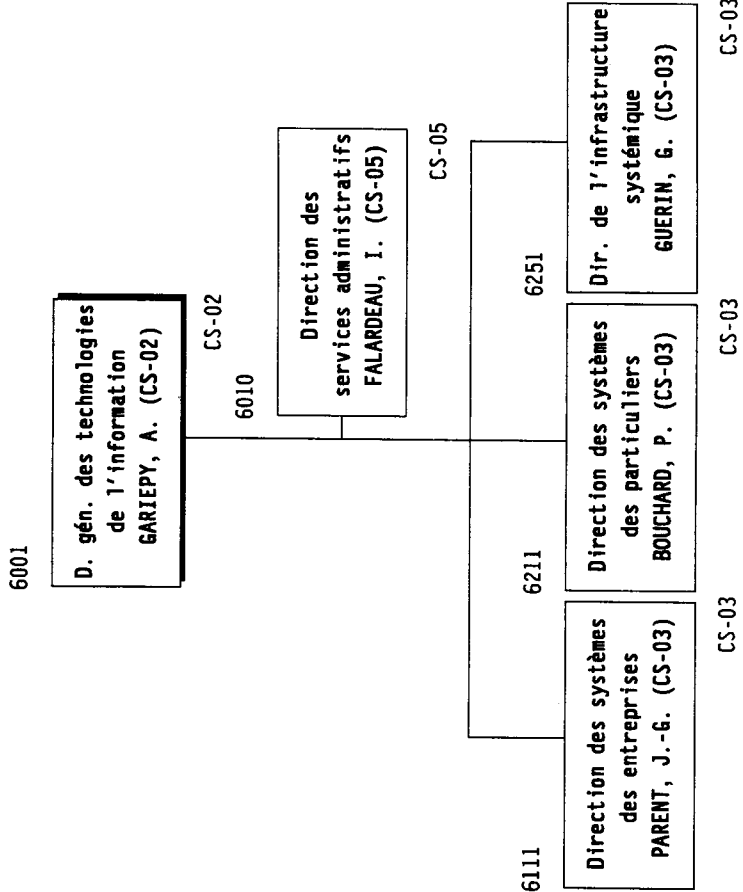 6001
D. gén. des technologies
de l'information
GARIEPY, A. (CS-02)
CS-02
6010
Direction des
services administratifs
FALARDEAU, I. (CS-05)
CS-05
6111
Direction des systèmes
des entreprises
PARENT, J.-G. (CS-03)
CS-03
6211
Direction des systèmes
des particuliers
BOUCHARD, P. (CS-03)
CS-03
6251
Dir. de l'infrastructure
systémique
GUERIN, G. (CS-03)
CS-03